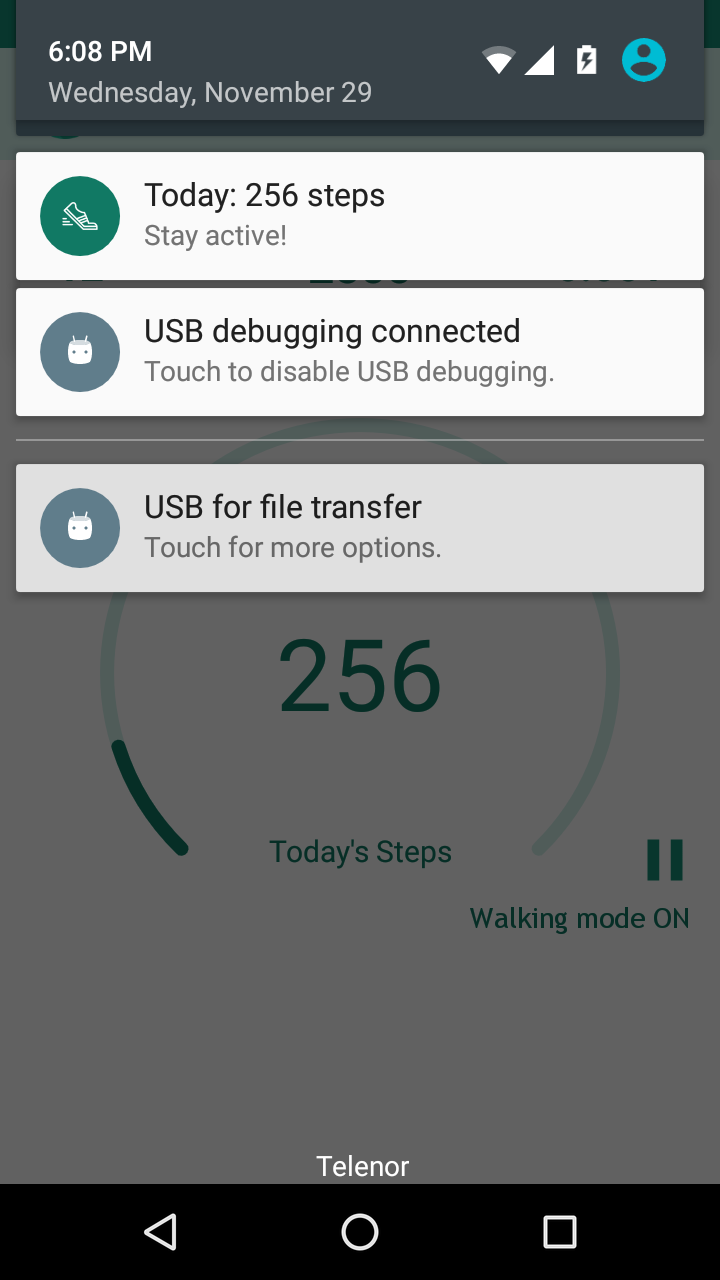 6:08 PM
Wednesday, November 29
Today: 256 steps
Stay active!
USB debugging connected
Touch to disable USB debugging.
USB for file transfer
Touch for more options.
256
Today's Steps
Walking mode ON
Telenor